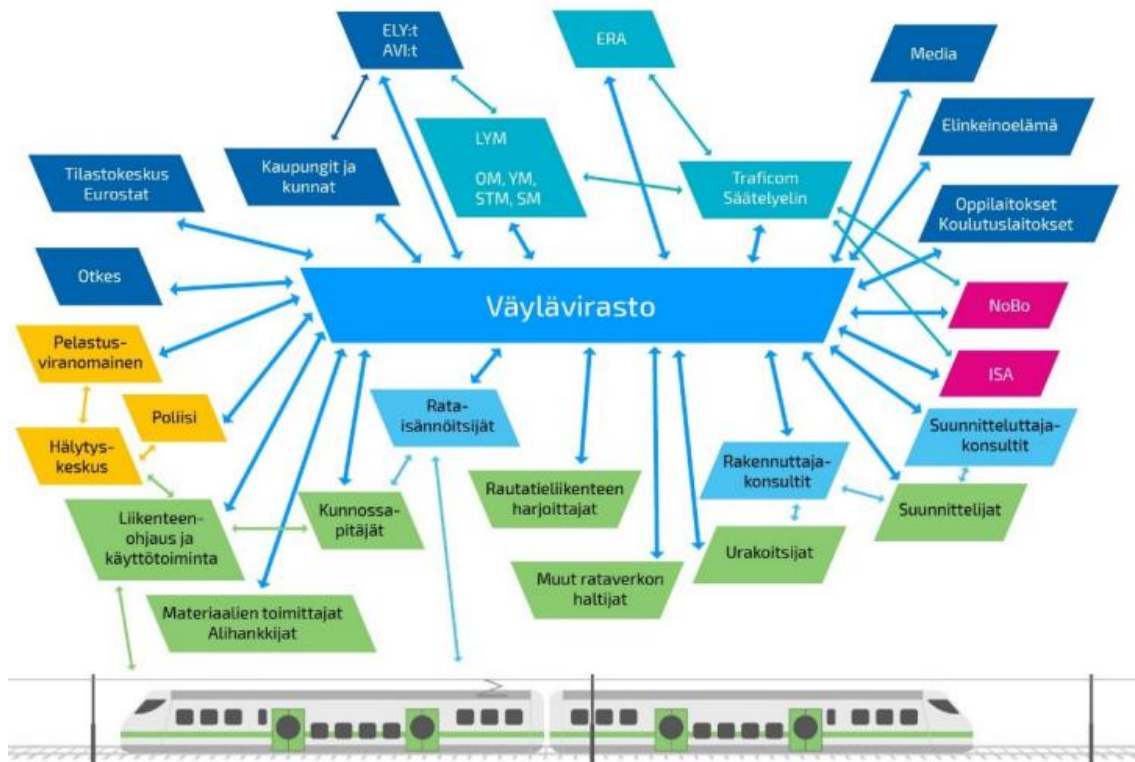 ELY:t
AVI:t
ERA
Media
Elinkeinoelämä
LYM
OM, YM,
STM, SM
Kaupungit ja
kunnat
Tilastokeskus
Eurostat
Traficom
Säätelyelin
Oppilaitokset
Koulutuslaitokset
Otkes
Väylävirasto
NoBo
Pelastus-
viranomainen
ISA
Poliisi
Rata-
isännöitsijät
Suunnitteluttaja-
konsultit
Hälytys-
keskus
Rakennuttaja-
konsultit
Rautatieliikenteen
harjoittajat
Kunnossa-
pitäjät
Suunnittelijat
Liikenteen-
ohjaus ja
käyttötoiminta
Urakoitsijat
Muut rataverkon
haltijat
Materiaalien toimittajat
Alihankkijat